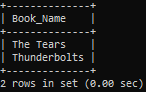 +--------------+
| Book_Name    |
+--------------+
| The Tears    |
| Thunderbolts |
+--------------+
2 rows in set (0.00 sec)